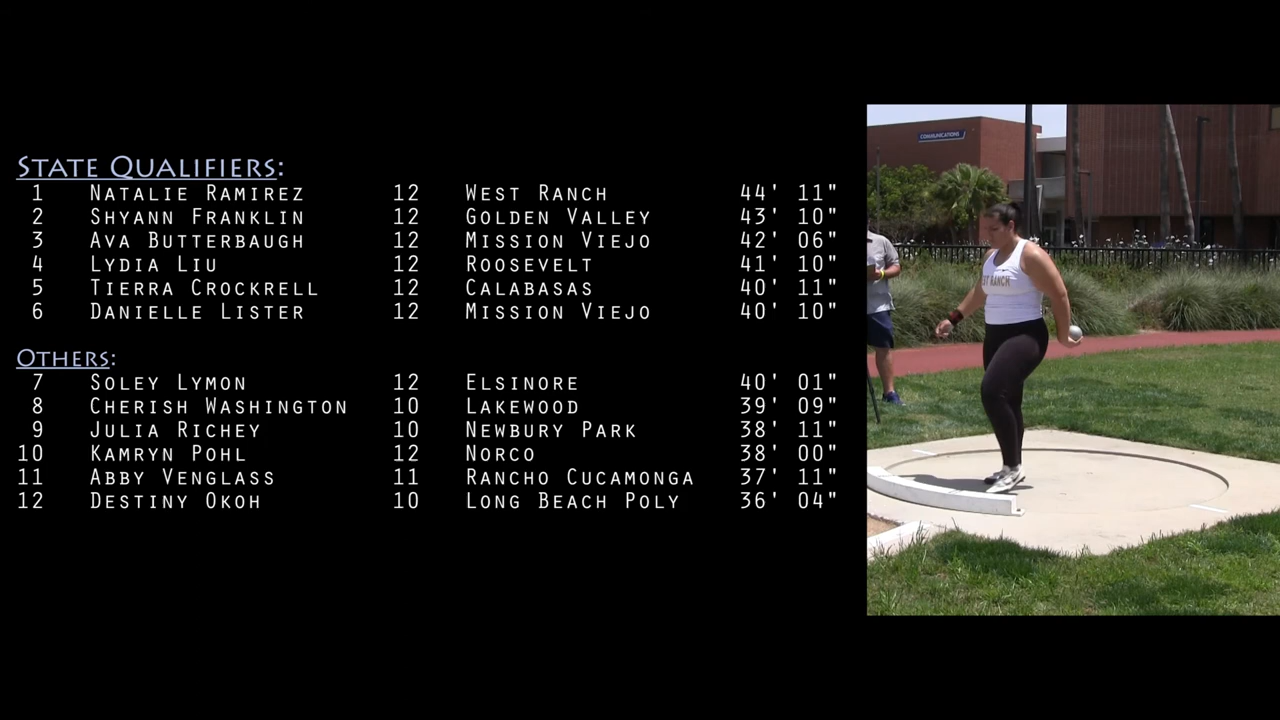 STATE QUALIFIERS:
1 NATALIE RAMIREZ 12 WEST RANCH 44' 11"
2 SHYANN FRANKLIN 12 GOLDEN VALLEY 43' 10"
3 AVA BUTTERBAUGH 12 MISSION VIEJO 42' 06"
4 LYDIA LIU 12 ROOSEVELT 41' 10"
5 TIERRA CROCKRELL 12 CALABASAS 40' 11"
6 DANIELLE LISTER 12 MISSION VIEJO 40' 10"
OTHERS:
7 SOLEY LYMON 12 ELSINORE 40' 01"
8 CHERISH WASHINGTON 10 LAKEWOOD 39' 09"
9 JULIA RICHEY 10 NEWBURY PARK 38' 11"
10 KAMRYN POHL 12 NORCO 38' 00"
11 ABBY VENGLASS 11 RANCHO CUCAMONGA 37' 11"
12 DESTINY OKOH 10 LONG BEACH POLY 36' 04"
COMMUNICATIONS
RANCH